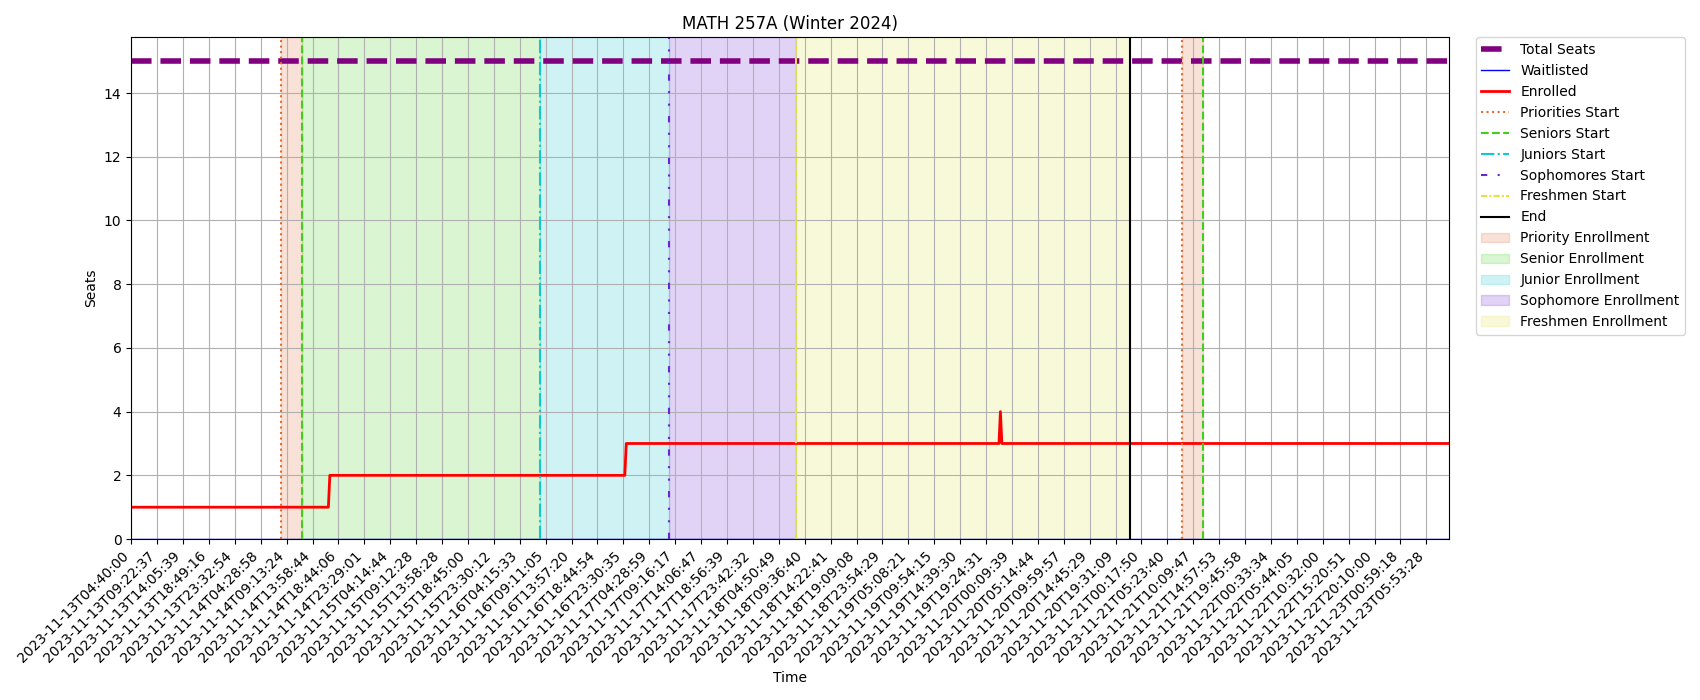 MATH 257A (Winter 2024)
Total Seats
Waitlisted
Enrolled
Priorities Start
Seniors Start
Juniors Start
Sophomores Start
Freshmen Start
End
Priority Enrollment
Senior Enrollment
Junior Enrollment
Sophomore Enrollment
Freshmen Enrollment
Seats
14
12
10
8
6
4
2
0
2023-11-13T04:40:00
2023-11-13T09:22:37
2023-11-13T14:05:39
2023-11-13T18:49:16
2023-11-13T23:32:54
2023-11-14T04:28:58
2023-11-14T09:13:24
2023-11-14T13:58:44
2023-11-14T18:44:06
2023-11-14T23:29:01
2023-11-15T04:14:44
2023-11-15T09:12:28
2023-11-15T13:58:28
2023-11-15T18:45:00
2023-11-15T23:30:12
2023-11-16T04:15:33
2023-11-16T09:11:05
2023-11-16T13:57:20
2023-11-16T18:44:54
2023-11-16T23:30:35
2023-11-17T04:28:59
2023-11-17T09:16:17
2023-11-17T14:06:47
2023-11-17T18:56:39
2023-11-17T23:42:32
2023-11-18T04:50:49
2023-11-18T09:36:40
2023-11-18T14:22:41
2023-11-18T19:09:08
2023-11-18T23:54:29
2023-11-19T05:08:21
2023-11-19T09:54:15
2023-11-19T14:39:30
2023-11-19T19:24:31
2023-11-20T00:09:39
2023-11-20T05:14:44
2023-11-20T09:59:57
2023-11-20T14:45:29
2023-11-20T19:31:09
2023-11-21T00:17:50
2023-11-21T05:23:40
2023-11-21T10:09:47
2023-11-21T14:57:53
2023-11-21T19:45:58
2023-11-22T00:33:34
2023-11-22T05:44:05
2023-11-22T10:32:00
2023-11-22T15:20:51
2023-11-22T20:10:00
2023-11-23T00:59:18
2023-11-23T05:53:28
Time